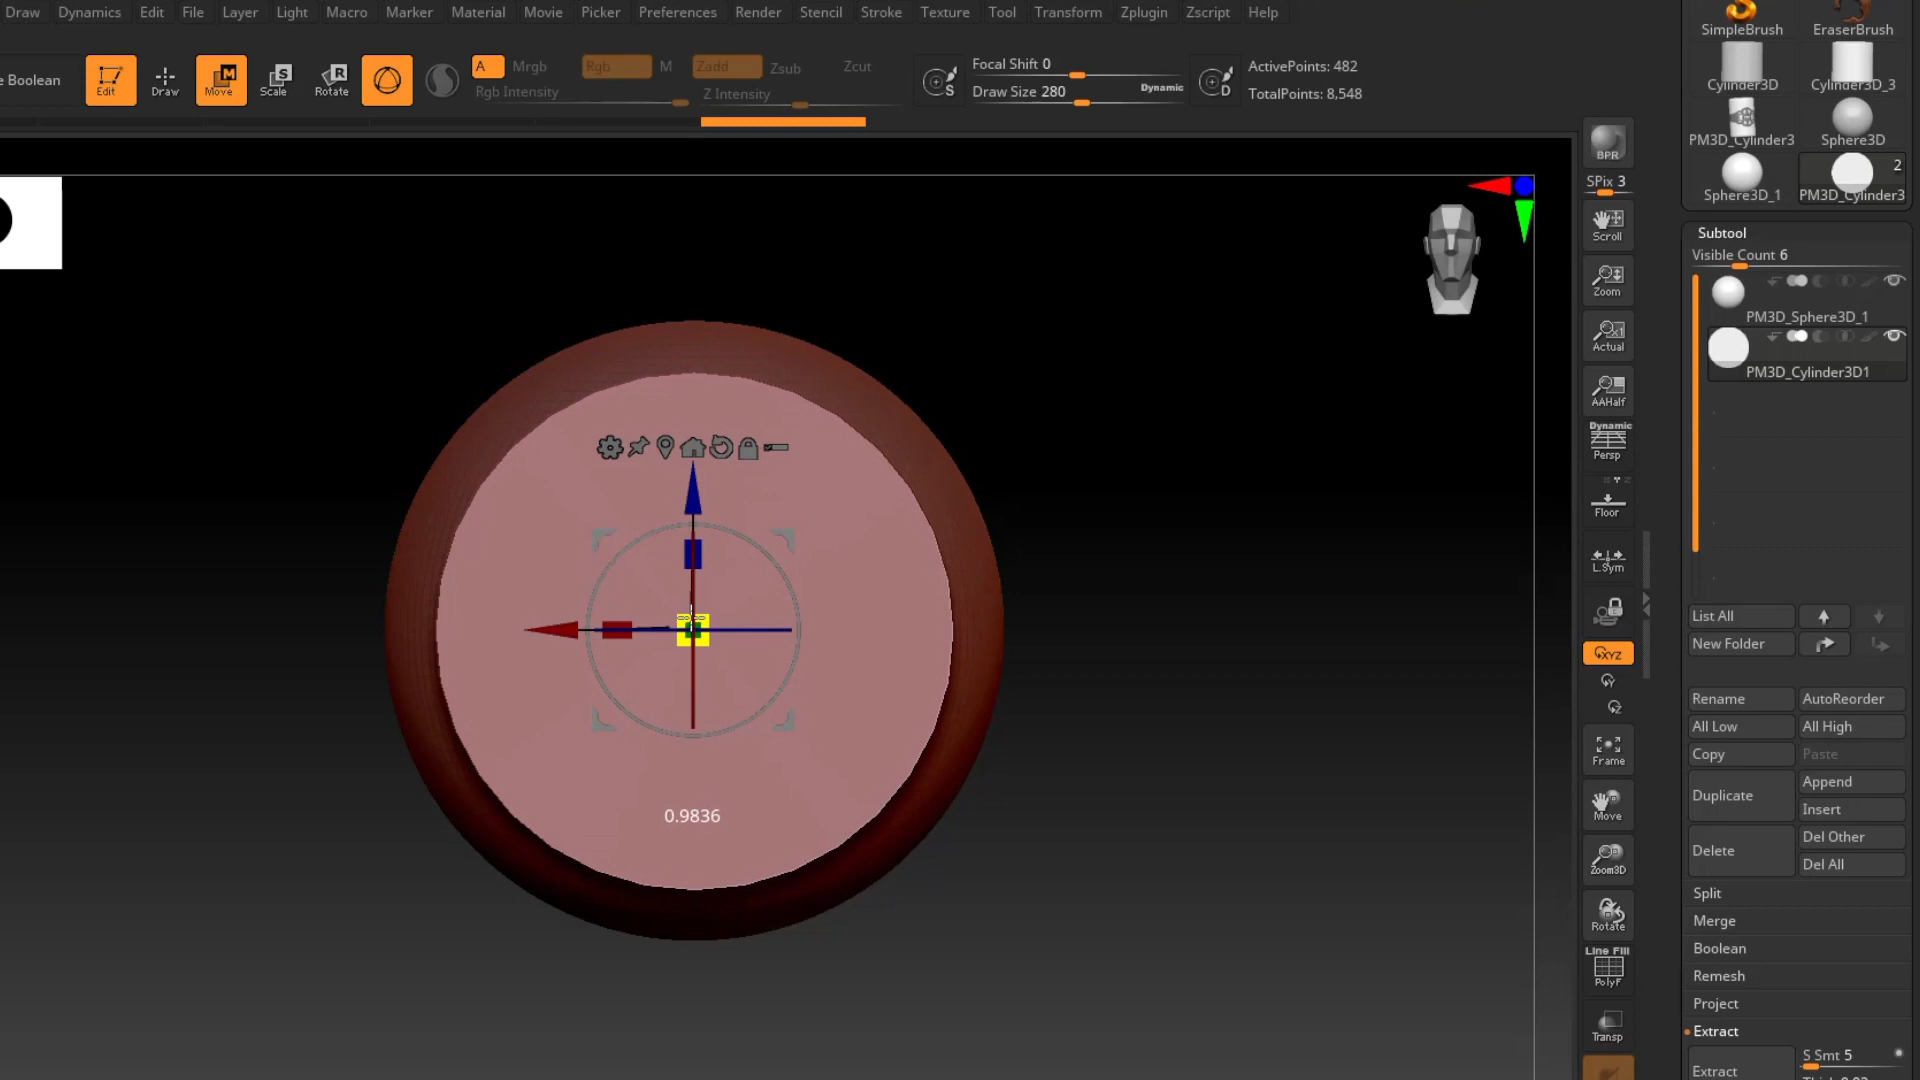 Draw Dynamics Edit File Layer Light Macro Marker Material Movie Picker Preferences Render Stencil Stroke Texture Tool Transform Zplugin Zscript Help
e Boolean
Edit
Draw
M
Move
S
Scale
R
Rotate
A
Mrgb
Rgb
M
Zadd
Zsub
Zcut
Rgb Intensity
Z Intensity
S
Focal Shift 0
Draw Size 280
Dynamic
D
ActivePoints: 482
TotalPoints: 8,548
0.9836
BPR
SPix 3
Scroll
Zoom
Actual
AAHalf
Dynamic
Persp
Floor
L.Sym
XYZ
Y
Z
Frame
Move
Zoom3D
Rotate
Line Fill
PolyF
Transp
SimpleBrush
EraserBrush
Cylinder3D
Cylinder3D_3
PM3D_Cylinder3
Sphere3D
Sphere3D_1
2
PM3D_Cylinder3
Subtool
Visible Count 6
PM3D_Sphere3D_1
PM3D_Cylinder3D1
List All
New Folder
Rename
AutoReorder
All Low
All High
Copy
Paste
Duplicate
Append
Insert
Delete
Del Other
Del All
Split
Merge
Boolean
Remesh
Project
Extract
Extract
S Smt 5